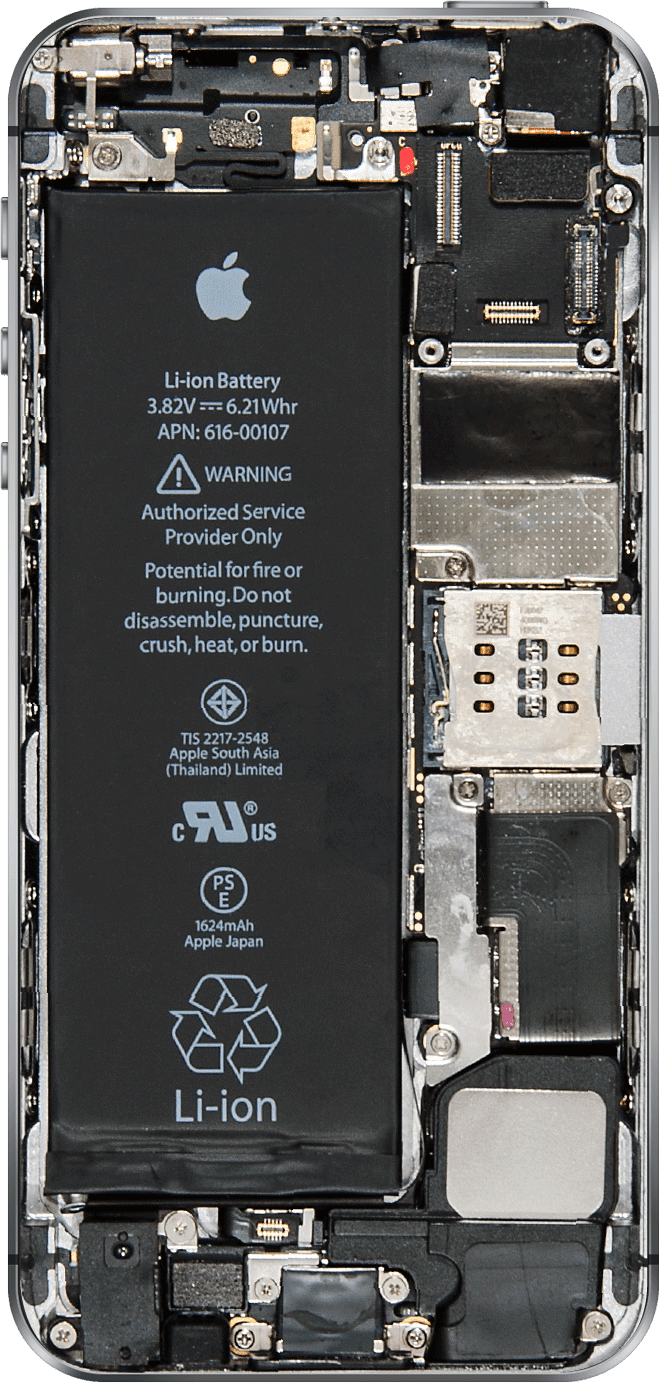 C
Li-ion Battery
3.82V ⎓ 6.21Whr
APN: 616-00107
WARNING
Authorized Service
Provider Only
Potential for fire or
burning. Do not
disassemble, puncture,
crush, heat, or burn.
TIS 2217-2548
Apple South Asia
(Thailand) Limited
c RU® US
PS
E
1624mAh
Apple Japan
Li-ion